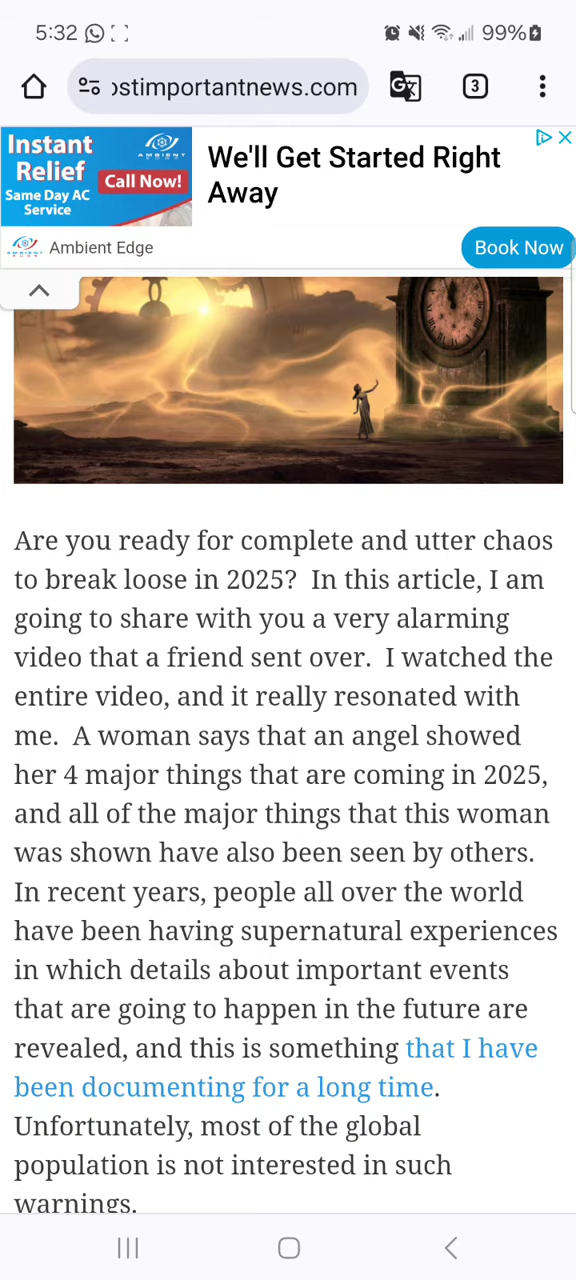 5:32
99%
ostimportantnews.com
3
Instant
Relief
Same Day AC
Service
AMBIENT
EDGE
Call Now!
We'll Get Started Right
Away
Ambient Edge
Book Now
Are you ready for complete and utter chaos
to break loose in 2025?  In this article, I am
going to share with you a very alarming
video that a friend sent over.  I watched the
entire video, and it really resonated with
me.  A woman says that an angel showed
her 4 major things that are coming in 2025,
and all of the major things that this woman
was shown have also been seen by others.
In recent years, people all over the world
have been having supernatural experiences
in which details about important events
that are going to happen in the future are
revealed, and this is something that I have
been documenting for a long time.
Unfortunately, most of the global
population is not interested in such
warnings.